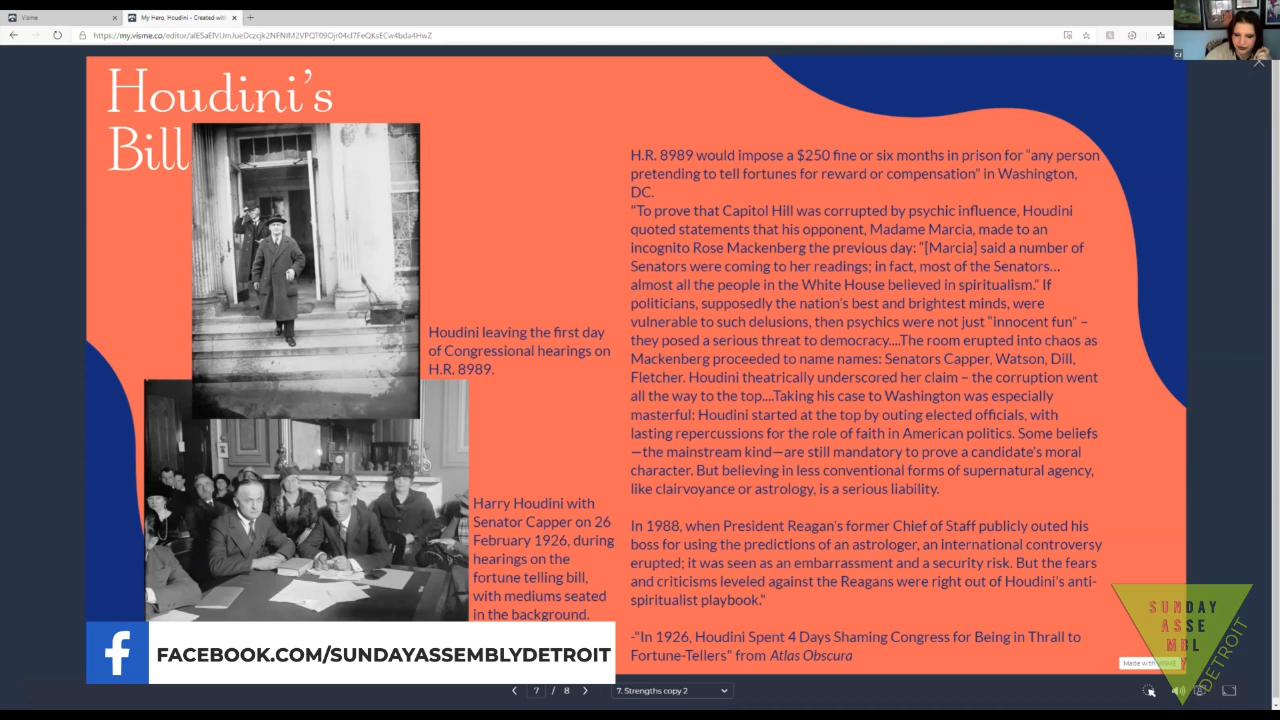 Visme
My Hero, Houdini - Created wit
Houdini's
Bill
H.R. 8989 would impose a $250 fine or six months in prison for "any person
pretending to tell fortunes for reward or compensation" in Washington,
DC.
"To prove that Capitol Hill was corrupted by psychic influence, Houdini
quoted statements that his opponent, Madame Marcia, made to an
incognito Rose Mackenberg the previous day: "[Marcia] said a number of
Senators were coming to her readings; in fact, most of the Senators...
almost all the people in the White House believed in spiritualism." If
politicians, supposedly the nation's best and brightest minds, were
vulnerable to such delusions, then psychics were not just "innocent fun" –
they posed a serious threat to democracy....The room erupted into chaos as
Mackenberg proceeded to name names: Senators Capper, Watson, Dill,
Fletcher. Houdini theatrically underscored her claim – the corruption went
all the way to the top....Taking his case to Washington was especially
masterful: Houdini started at the top by outing elected officials, with
lasting repercussions for the role of faith in American politics. Some beliefs
—the mainstream kind—are still mandatory to prove a candidate's moral
character. But believing in less conventional forms of supernatural agency,
like clairvoyance or astrology, is a serious liability.
In 1988, when President Reagan's former Chief of Staff publicly outed his
boss for using the predictions of an astrologer, an international controversy
erupted; it was seen as an embarrassment and a security risk. But the fears
and criticisms leveled against the Reagans were right out of Houdini's anti-
spiritualist playbook."
-"In 1926, Houdini Spent 4 Days Shaming Congress for Being in Thrall to
Fortune-Tellers" from Atlas Obscura
Houdini leaving the first day
of Congressional hearings on
H.R. 8989.
Harry Houdini with
Senator Capper on 26
February 1926, during
hearings on the
fortune telling bill,
with mediums seated
in the background.
FACEBOOK.COM/SUNDAYASSEMBLYDETROIT
SUNDAY
ASSE
MBL
Y
DETROIT
Made with
7 / 8
7. Strengths copy 2
CJ